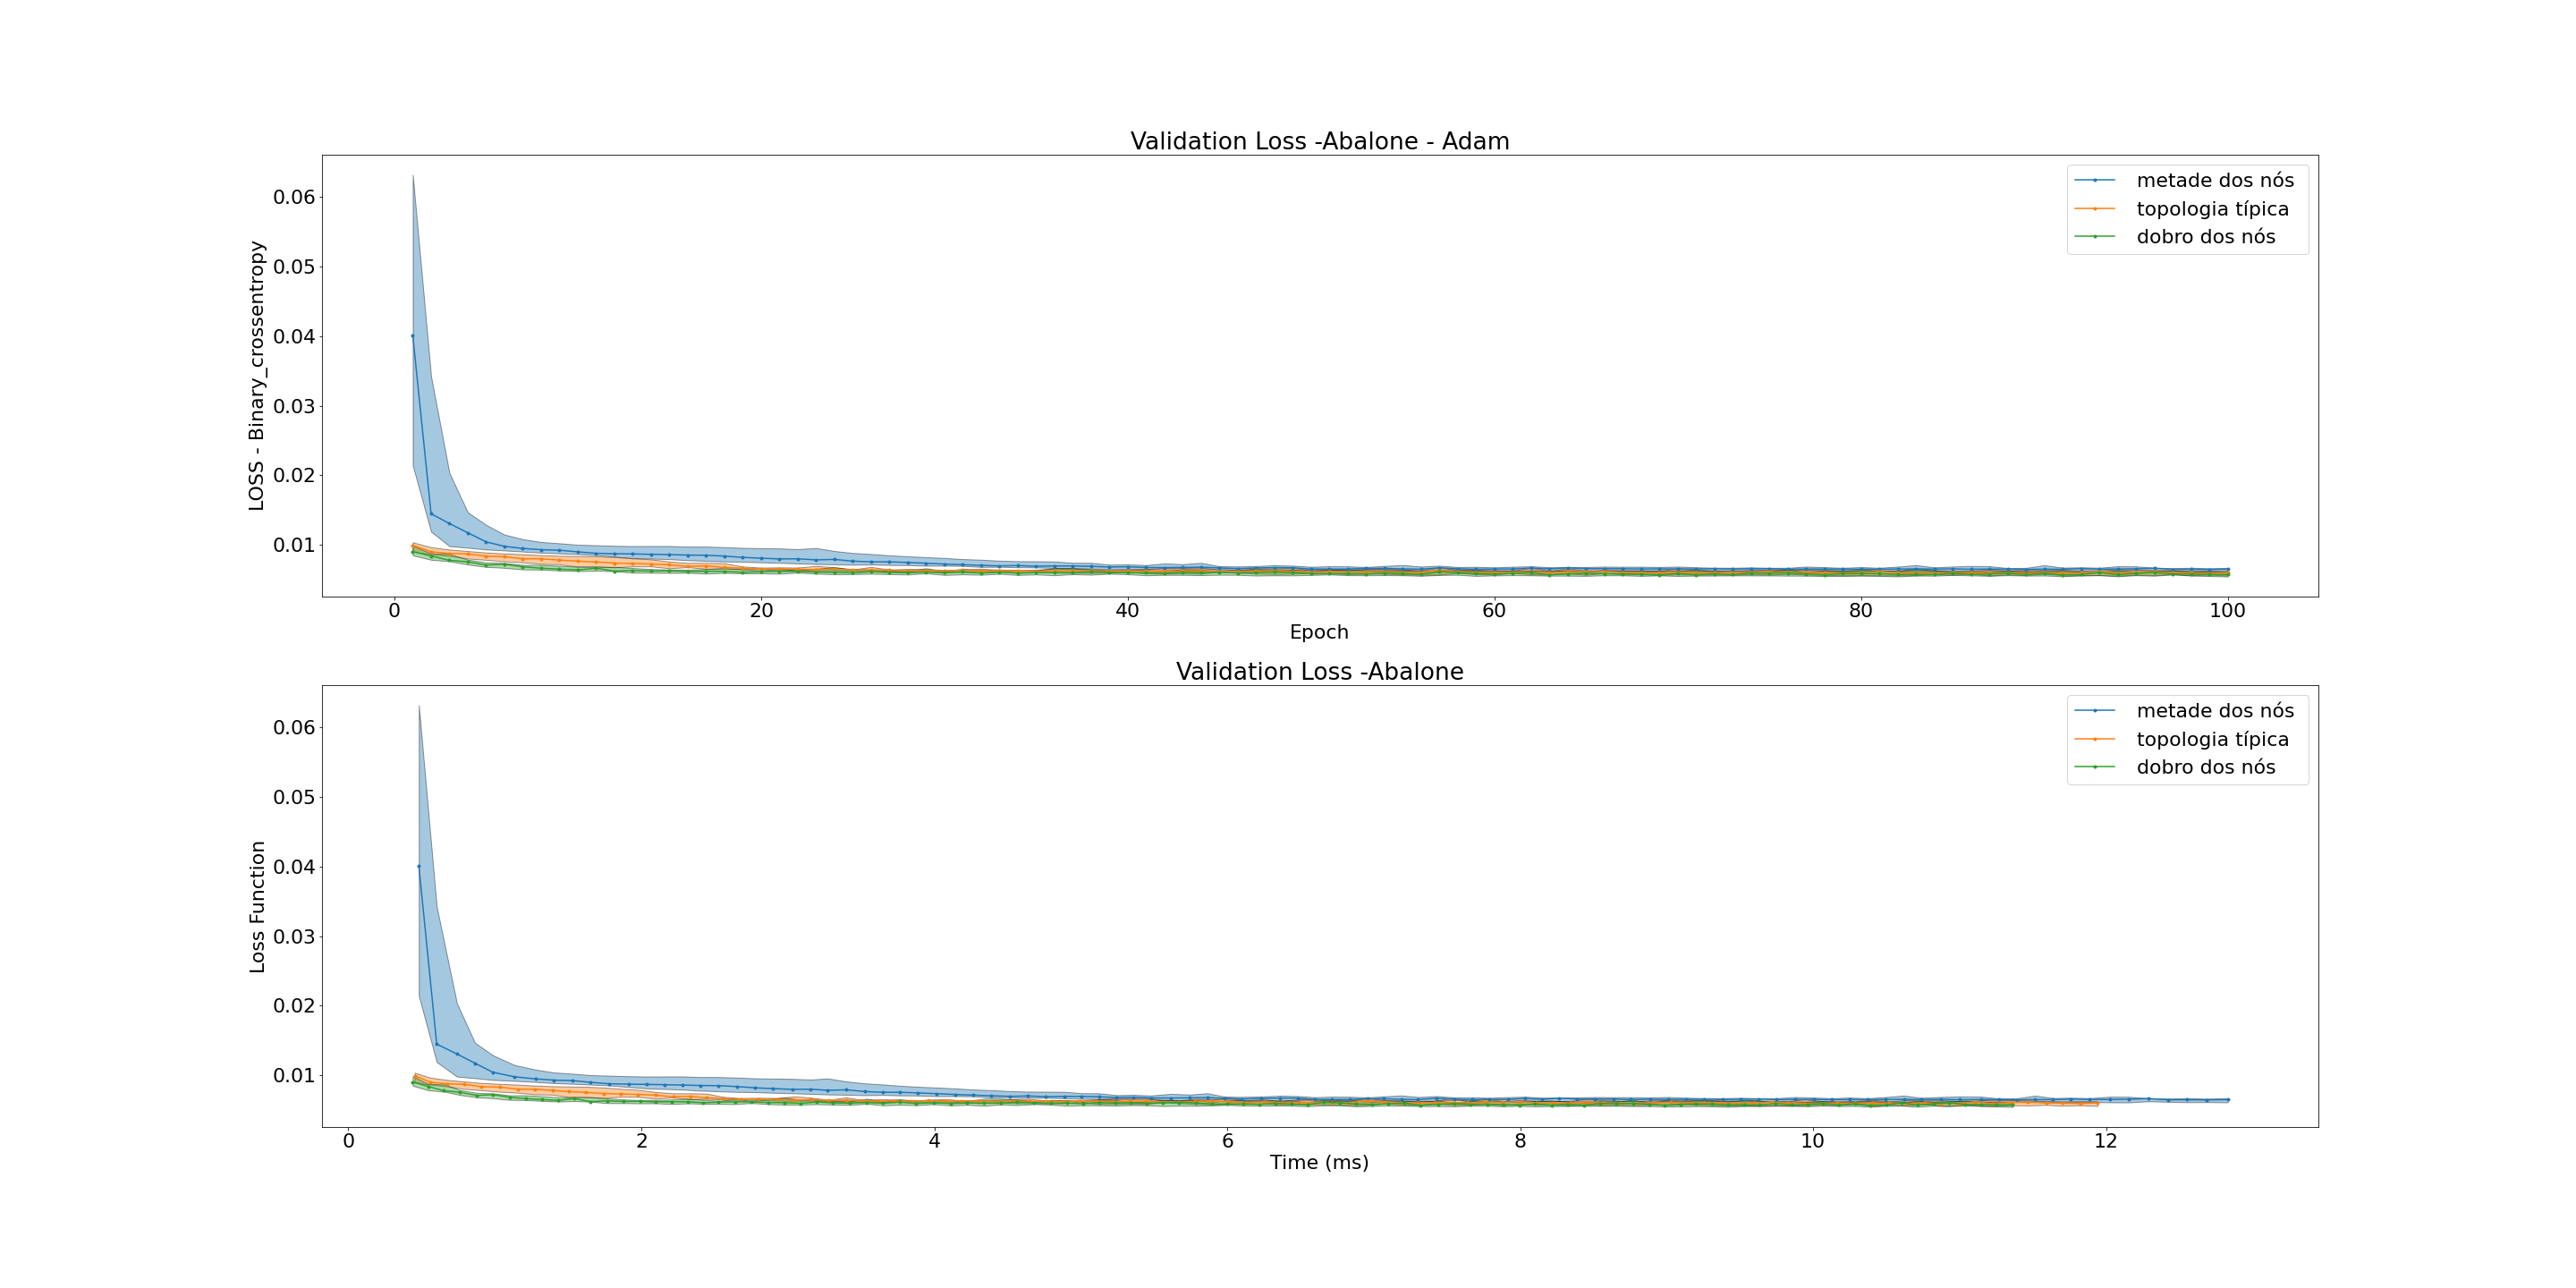 Validation Loss -Abalone - Adam
LOSS - Binary_crossentropy
0.06
0.05
0.04
0.03
0.02
0.01
metade dos nós
topologia típica
dobro dos nós
0 20 40 60 80 100
Epoch
Validation Loss -Abalone
Loss Function
0.06
0.05
0.04
0.03
0.02
0.01
metade dos nós
topologia típica
dobro dos nós
0 2 4 6 8 10 12
Time (ms)